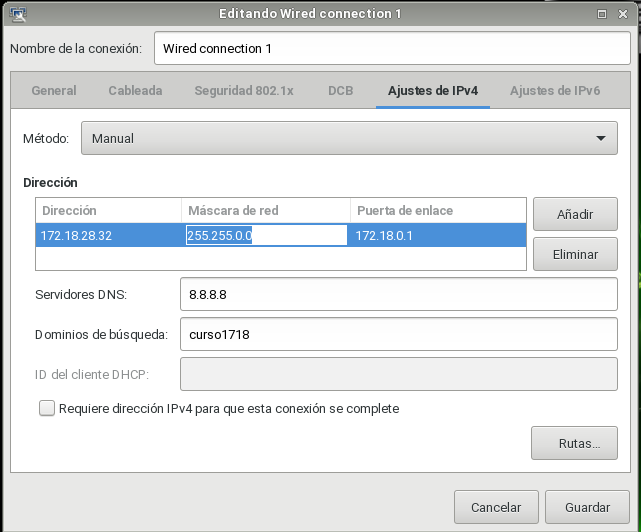 Editando Wired connection 1
Nombre de la conexión: Wired connection 1
General Cableada Seguridad 802.1x DCB Ajustes de IPv4 Ajustes de IPv6
Método: Manual
Dirección
Dirección Máscara de red Puerta de enlace
172.18.28.32 255.255.0.0 172.18.0.1
Añadir
Eliminar
Servidores DNS: 8.8.8.8
Dominios de búsqueda: curso1718
ID del cliente DHCP:
Requiere dirección IPv4 para que esta conexión se complete
Rutas...
Cancelar Guardar